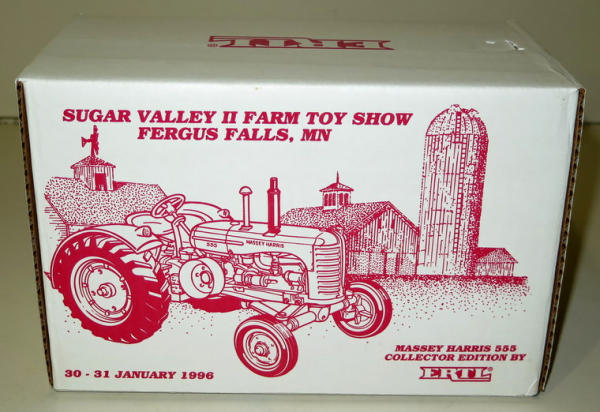 ERTL
SUGAR VALLEY II FARM TOY SHOW
FERGUS FALLS, MN
555 MASSEY HARRIS
MASSEY HARRIS 555
COLLECTOR EDITION BY
30 - 31 JANUARY 1996
ERTL